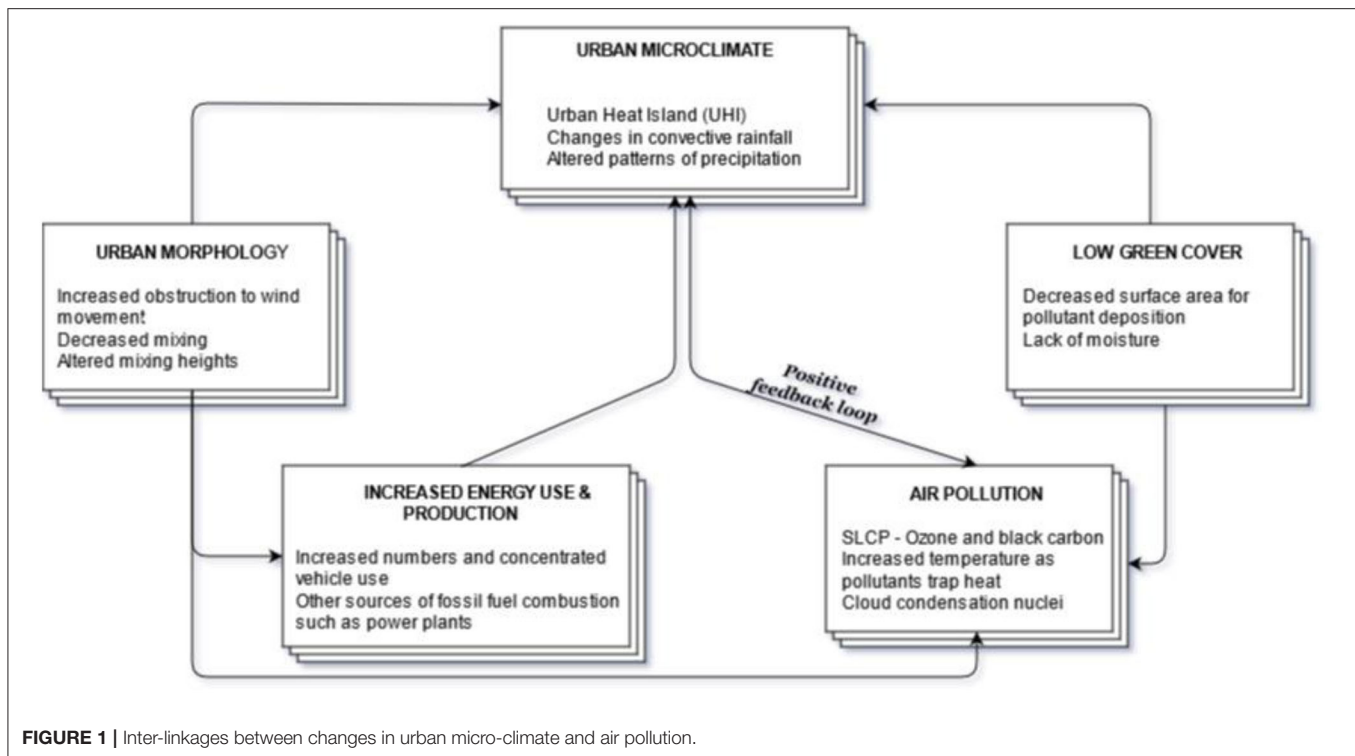 URBAN MICROCLIMATE
Urban Heat Island (UHI)
Changes in convective rainfall
Altered patterns of precipitation
URBAN MORPHOLOGY
Increased obstruction to wind
movement
Decreased mixing
Altered mixing heights
LOW GREEN COVER
Decreased surface area for
pollutant deposition
Lack of moisture
Positive
feedback loop
INCREASED ENERGY USE &
PRODUCTION
Increased numbers and concentrated
vehicle use
Other sources of fossil fuel combustion
such as power plants
AIR POLLUTION
SLCP - Ozone and black carbon
Increased temperature as
pollutants trap heat
Cloud condensation nuclei
FIGURE 1 | Inter-linkages between changes in urban micro-climate and air pollution.